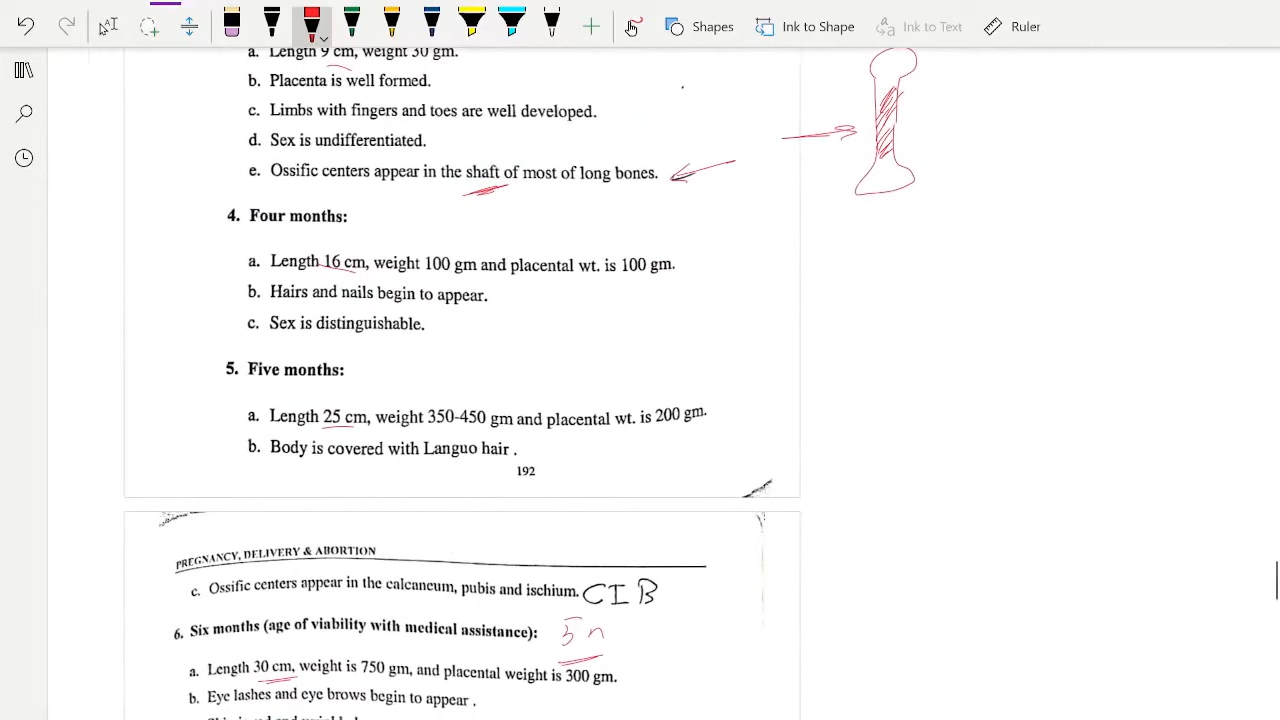 Shapes Ink to Shape Ink to Text Ruler
a. Length 9 cm, weight 30 gm.
b. Placenta is well formed.
c. Limbs with fingers and toes are well developed.
d. Sex is undifferentiated.
e. Ossific centers appear in the shaft of most of long bones.
4. Four months:
a. Length 16 cm, weight 100 gm and placental wt. is 100 gm.
b. Hairs and nails begin to appear.
c. Sex is distinguishable.
5. Five months:
a. Length 25 cm, weight 350-450 gm and placental wt. is 200 gm.
b. Body is covered with Languo hair .
192
PREGNANCY, DELIVERY & ABORTION
c. Ossific centers appear in the calcaneum, pubis and ischium. CIB
6. Six months (age of viability with medical assistance): 5 n
a. Length 30 cm, weight is 750 gm, and placental weight is 300 gm.
b. Eye lashes and eye brows begin to appear .